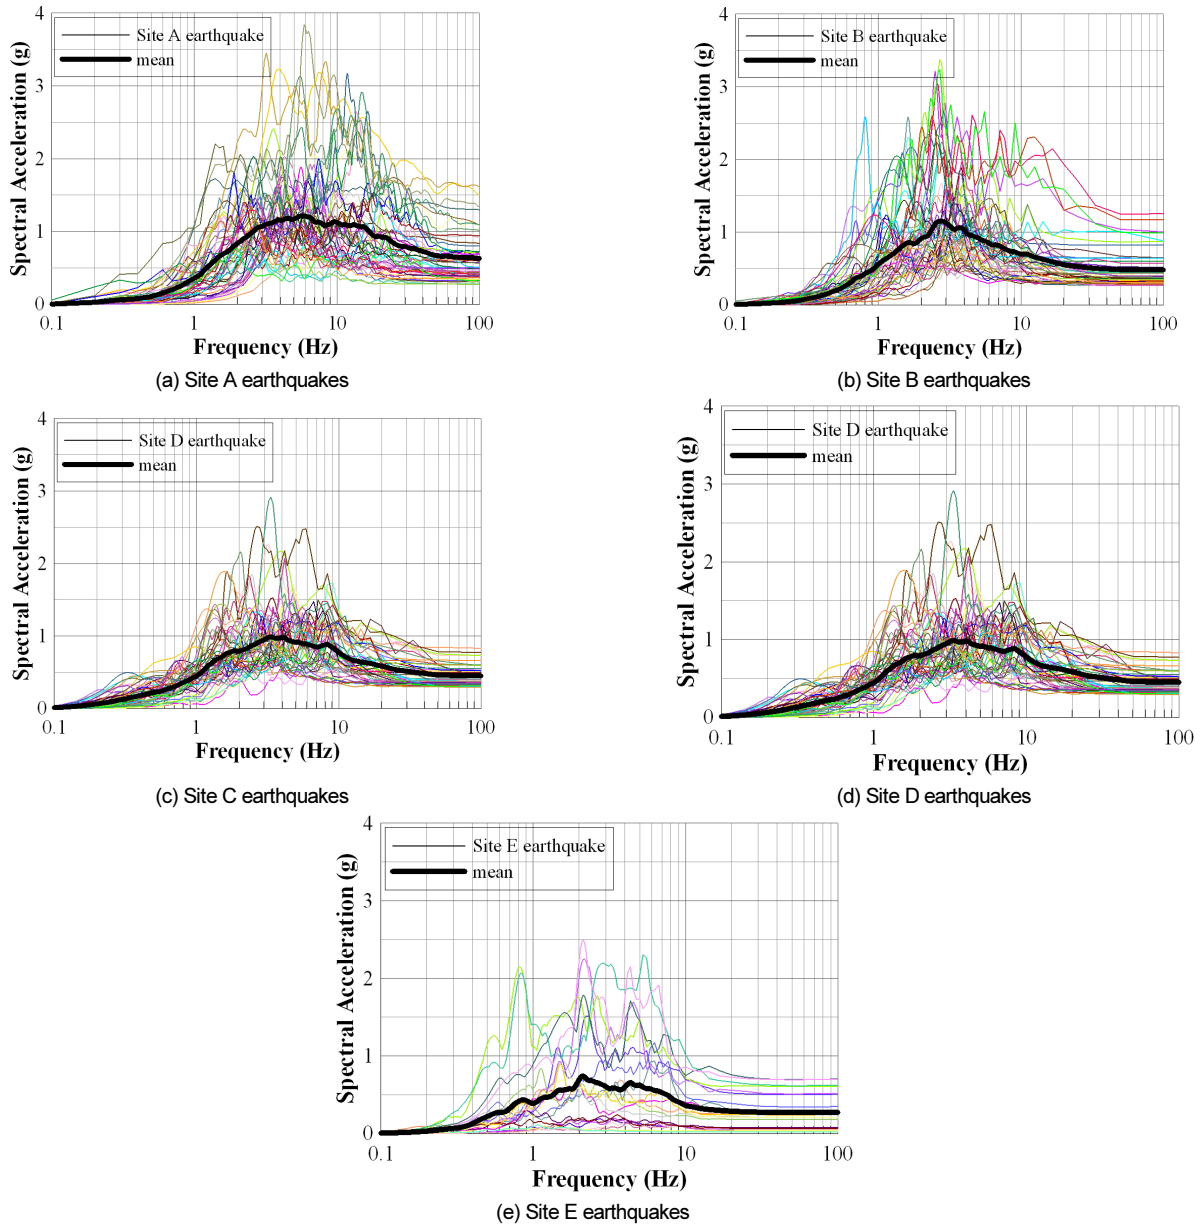 Spectral Acceleration (g)
4
3
2
1
0
Site A earthquake
mean
0.1 1 10 100
Frequency (Hz)
(a) Site A earthquakes
Spectral Acceleration (g)
4
3
2
1
0
Site B earthquake
mean
0.1 1 10 100
Frequency (Hz)
(b) Site B earthquakes
Spectral Acceleration (g)
4
3
2
1
0
Site D earthquake
mean
0.1 1 10 100
Frequency (Hz)
(c) Site C earthquakes
Spectral Acceleration (g)
4
3
2
1
0
Site D earthquake
mean
0.1 1 10 100
Frequency (Hz)
(d) Site D earthquakes
Spectral Acceleration (g)
4
3
2
1
0
Site E earthquake
mean
0.1 1 10 100
Frequency (Hz)
(e) Site E earthquakes